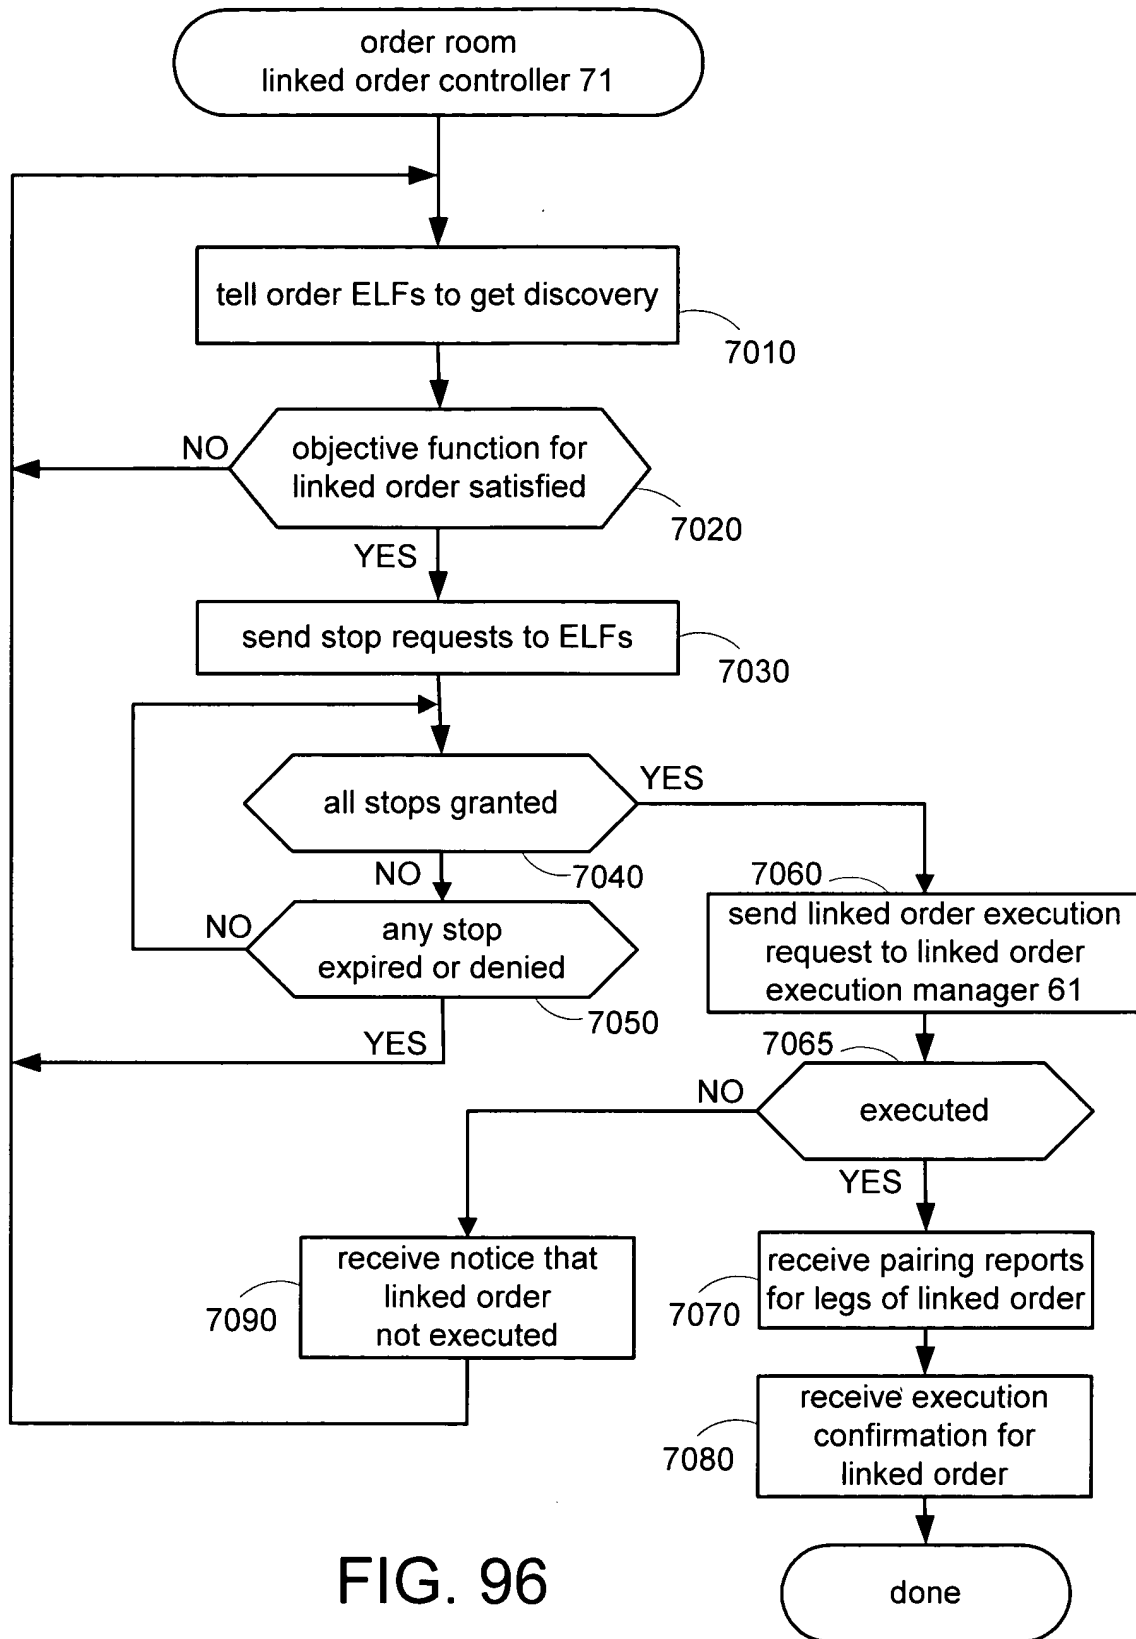 order room
linked order controller 71
tell order ELFs to get discovery
7010
NO
objective function for
linked order satisfied
7020
YES
send stop requests to ELFs
7030
all stops granted
YES
7040
NO
NO
any stop
expired or denied
7050
YES
7060
send linked order execution
request to linked order
execution manager 61
7065
NO
executed
YES
receive notice that
linked order
not executed
7090
receive pairing reports
for legs of linked order
7070
receive execution
confirmation for
linked order
7080
done
FIG. 96